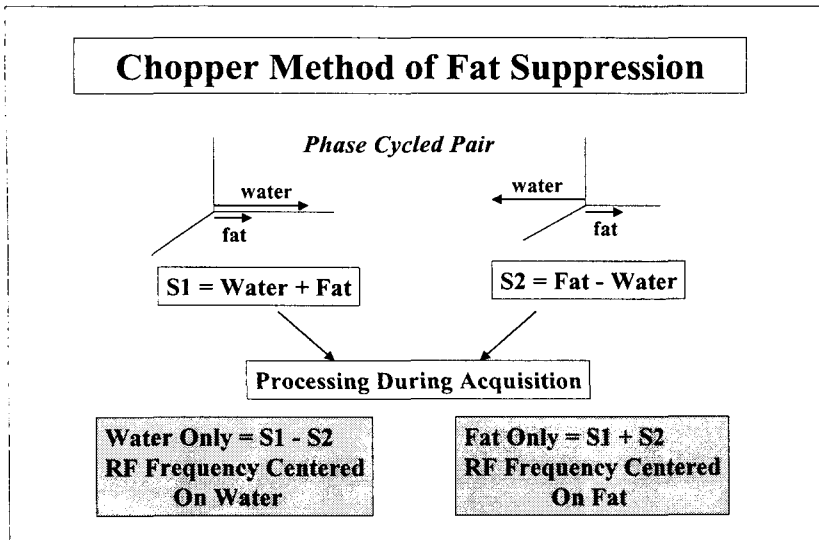 Chopper Method of Fat Suppression
Phase Cycled Pair
water
fat
water
fat
S1 = Water + Fat
S2 = Fat - Water
Processing During Acquisition
Water Only = S1 - S2
RF Frequency Centered
On Water
Fat Only = S1 + S2
RF Frequency Centered
On Fat